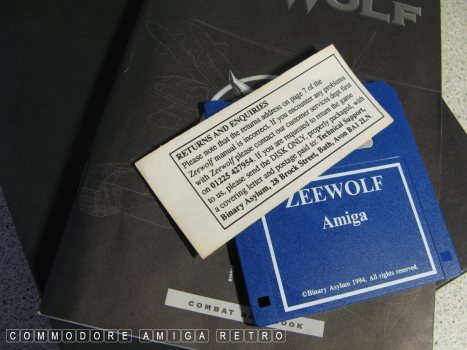 WOLF
RETURNS AND ENQUIRIES
Please note that the returns address on page 7 of the
Zeewolf manual is incorrect. If you encounter any problems
with Zeewolf please contact our customer services dept first
on 01225 427954. If you are requested to return the game
to us, please send the DISK ONLY, properly packaged, with
a covering letter and postage paid to: Technical Support,
Binary Asylum, 28 Brock Street, Bath, Avon BA1 2LN.
ZEEWOLF
Amiga
©Binary Asylum 1994. All rights reserved.
COMBAT
COMMODORE AMIGA RETRO